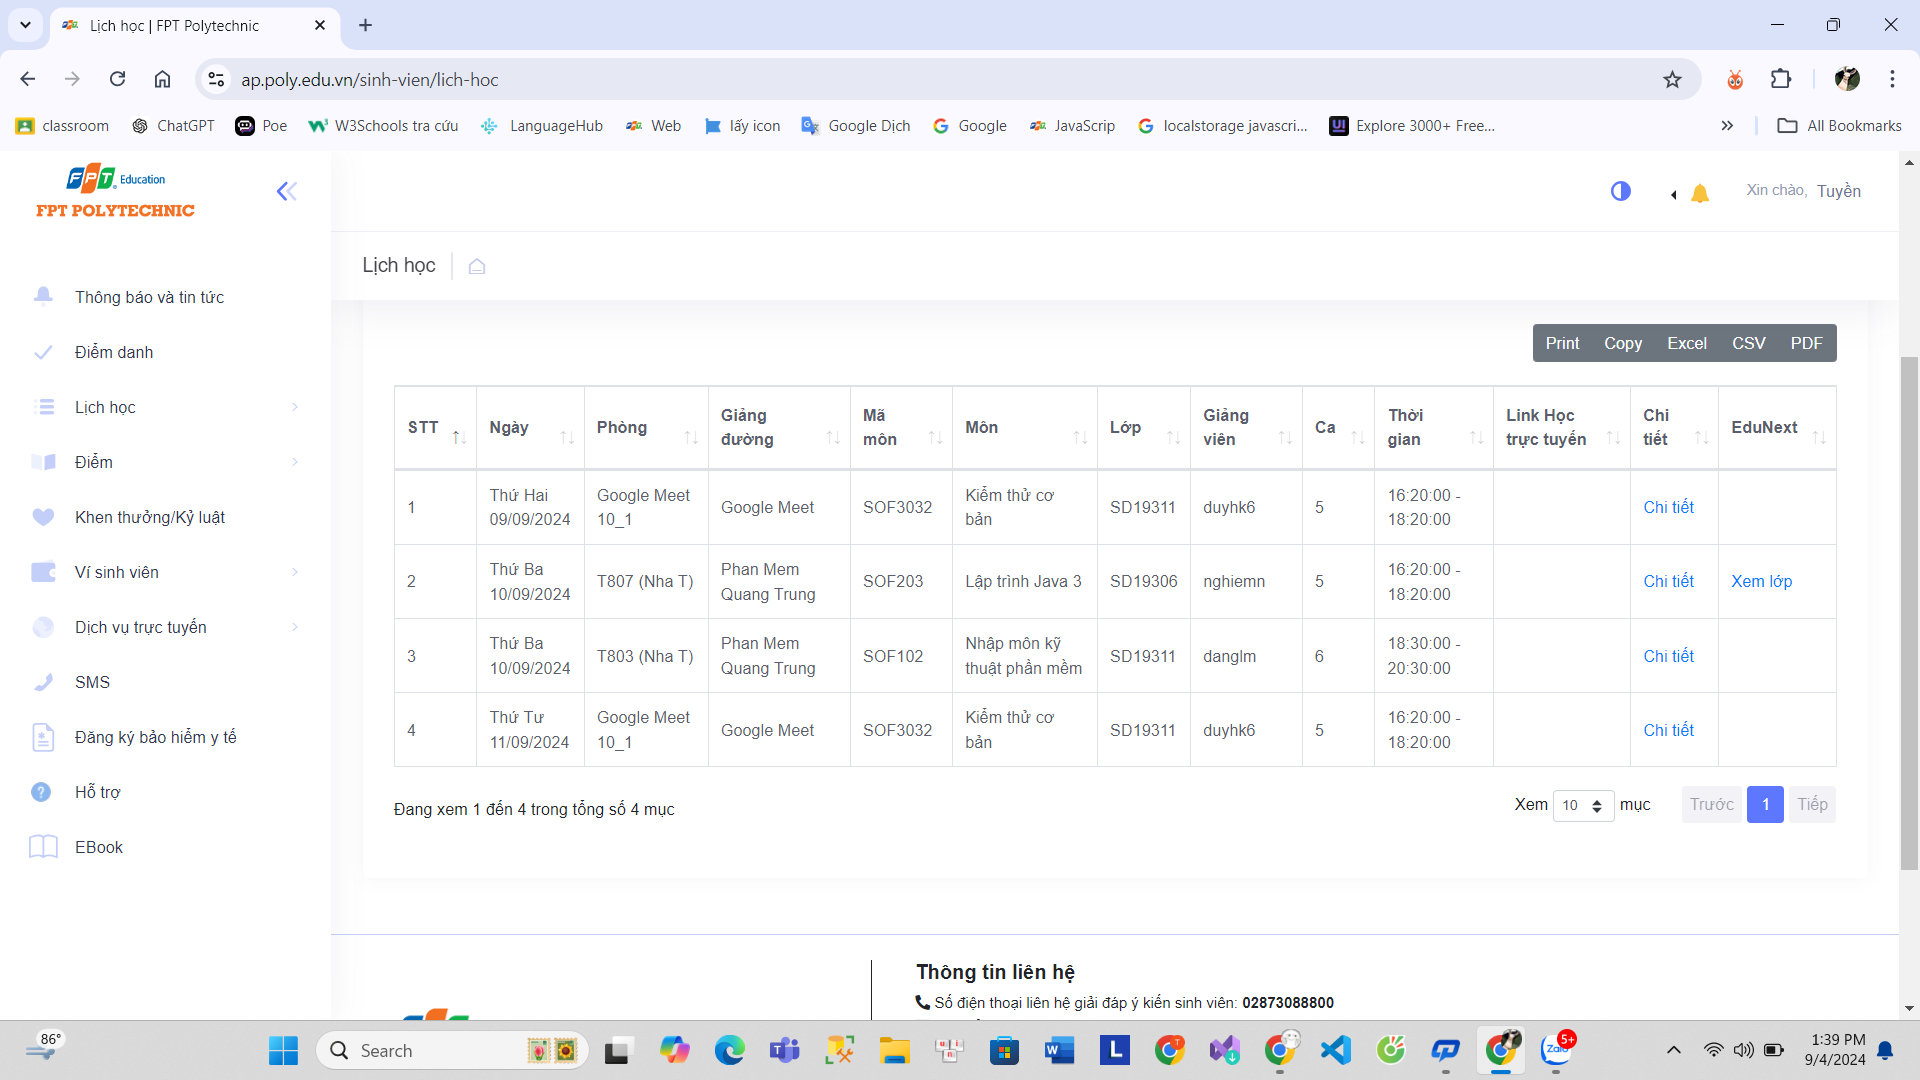 Lịch học | FPT Polytechnic
ap.poly.edu.vn/sinh-vien/lich-hoc
classroom ChatGPT Poe W3Schools tra cứu LanguageHub Web lấy icon Google Dịch Google JavaScrip localstorage javascri... Explore 3000+ Free... All Bookmarks
FPT Education
FPT POLYTECHNIC
Xin chào, Tuyền
Lịch học
Thông báo và tin tức
Điểm danh
Lịch học
Điểm
Khen thưởng/Kỷ luật
Ví sinh viên
Dịch vụ trực tuyến
SMS
Đăng ký bảo hiểm y tế
Hỗ trợ
EBook
Print Copy Excel CSV PDF
STT Ngày Phòng Giảng đường Mã môn Môn Lớp Giảng viên Ca Thời gian Link Học trực tuyến Chi tiết EduNext
1 Thứ Hai 09/09/2024 Google Meet 10_1 Google Meet SOF3032 Kiểm thử cơ bản SD19311 duyhk6 5 16:20:00 - 18:20:00 Chi tiết
2 Thứ Ba 10/09/2024 T807 (Nha T) Phan Mem Quang Trung SOF203 Lập trình Java 3 SD19306 nghiemn 5 16:20:00 - 18:20:00 Chi tiết Xem lớp
3 Thứ Ba 10/09/2024 T803 (Nha T) Phan Mem Quang Trung SOF102 Nhập môn kỹ thuật phần mềm SD19311 danglm 6 18:30:00 - 20:30:00 Chi tiết
4 Thứ Tư 11/09/2024 Google Meet 10_1 Google Meet SOF3032 Kiểm thử cơ bản SD19311 duyhk6 5 16:20:00 - 18:20:00 Chi tiết
Đang xem 1 đến 4 trong tổng số 4 mục
Xem 10 mục Trước 1 Tiếp
Thông tin liên hệ
Số điện thoại liên hệ giải đáp ý kiến sinh viên: 02873088800
86°
Search
Zalo 5+
1:39 PM
9/4/2024